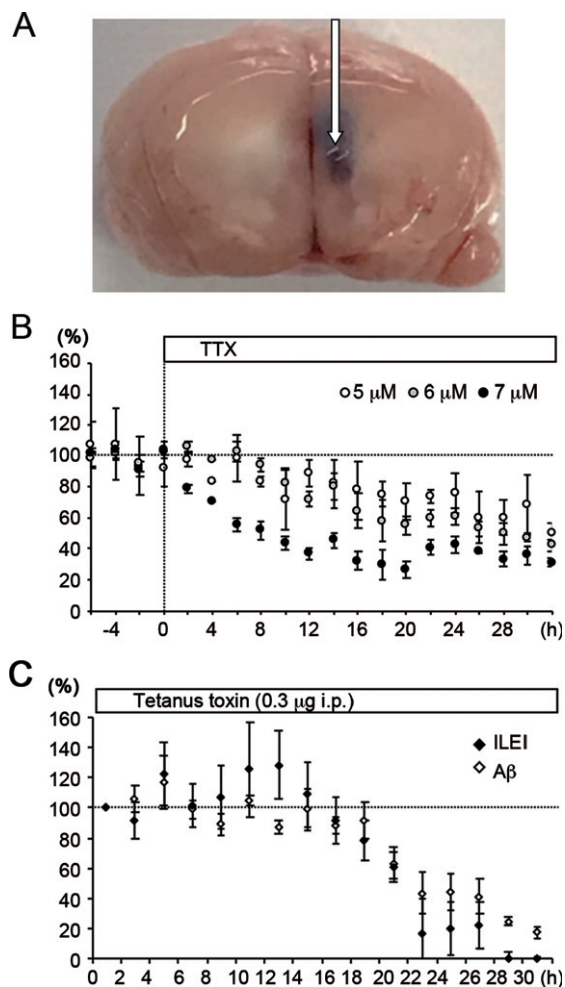 A
B
(%)
TTX
5 μM 6 μM 7 μM
160
140
120
100
80
60
40
20
0
-4 0 4 8 12 16 20 24 28 (h)
C
(%)
Tetanus toxin (0.3 μg i.p.)
ILEI
Aβ
160
140
120
100
80
60
40
20
0
0 2 4 6 8 10 11 14 16 18 20 22 24 26 28 30 (h)